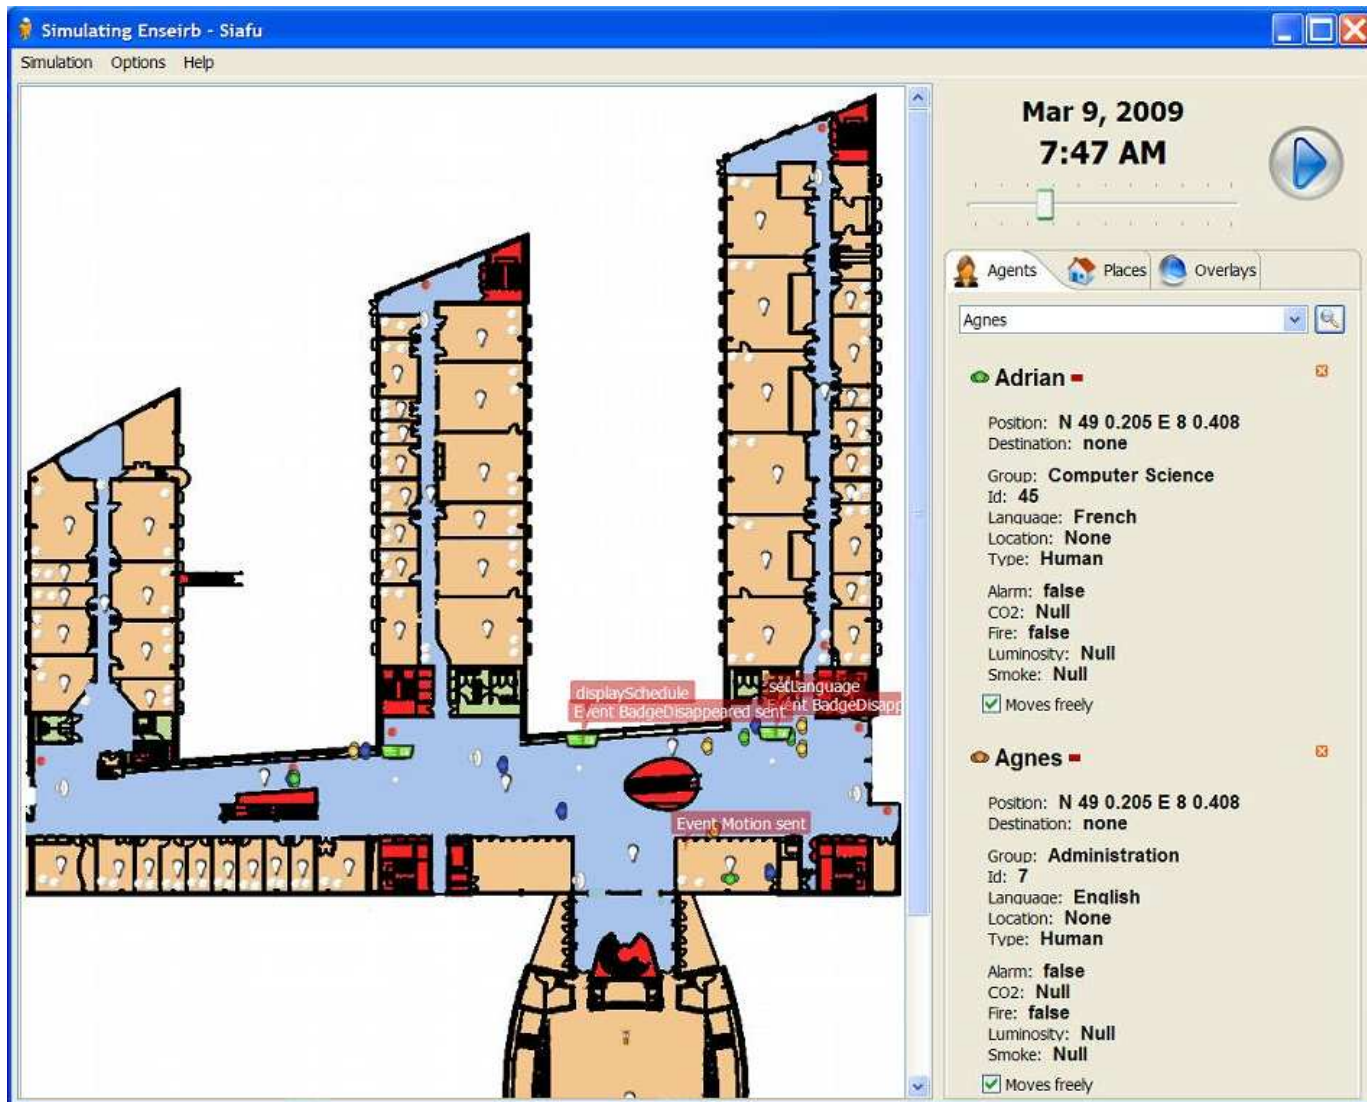 Simulating Enseirb - Siafu
Simulation Options Help
Mar 9, 2009
7:47 AM
Agents Places Overlays
Agnes
Adrian
Position: N 49 0.205 E 8 0.408
Destination: none
Group: Computer Science
Id: 45
Language: French
Location: None
Type: Human
Alarm: false
CO2: Null
Fire: false
Luminosity: Null
Smoke: Null
Moves freely
Agnes
Position: N 49 0.205 E 8 0.408
Destination: none
Group: Administration
Id: 7
Language: English
Location: None
Type: Human
Alarm: false
CO2: Null
Fire: false
Luminosity: Null
Smoke: Null
Moves freely
displaySchedule
Event BadgeDisappeared sent
setLanguage
Event BadgeDisapp
Event Motion sent